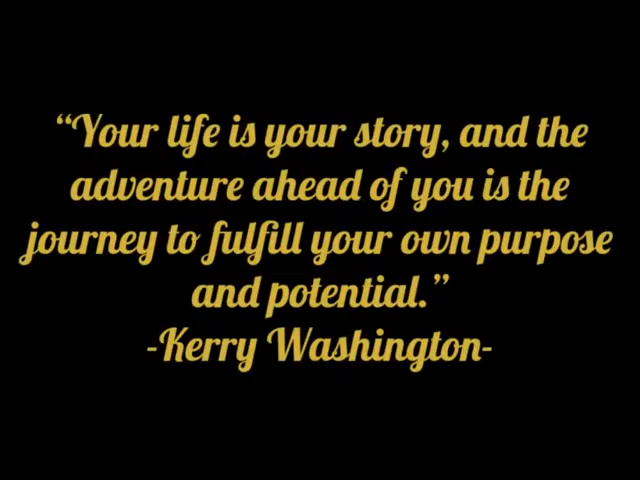 “Your life is your story, and the
adventure ahead of you is the
journey to fulfill your own purpose
and potential.”
-Kerry Washington-